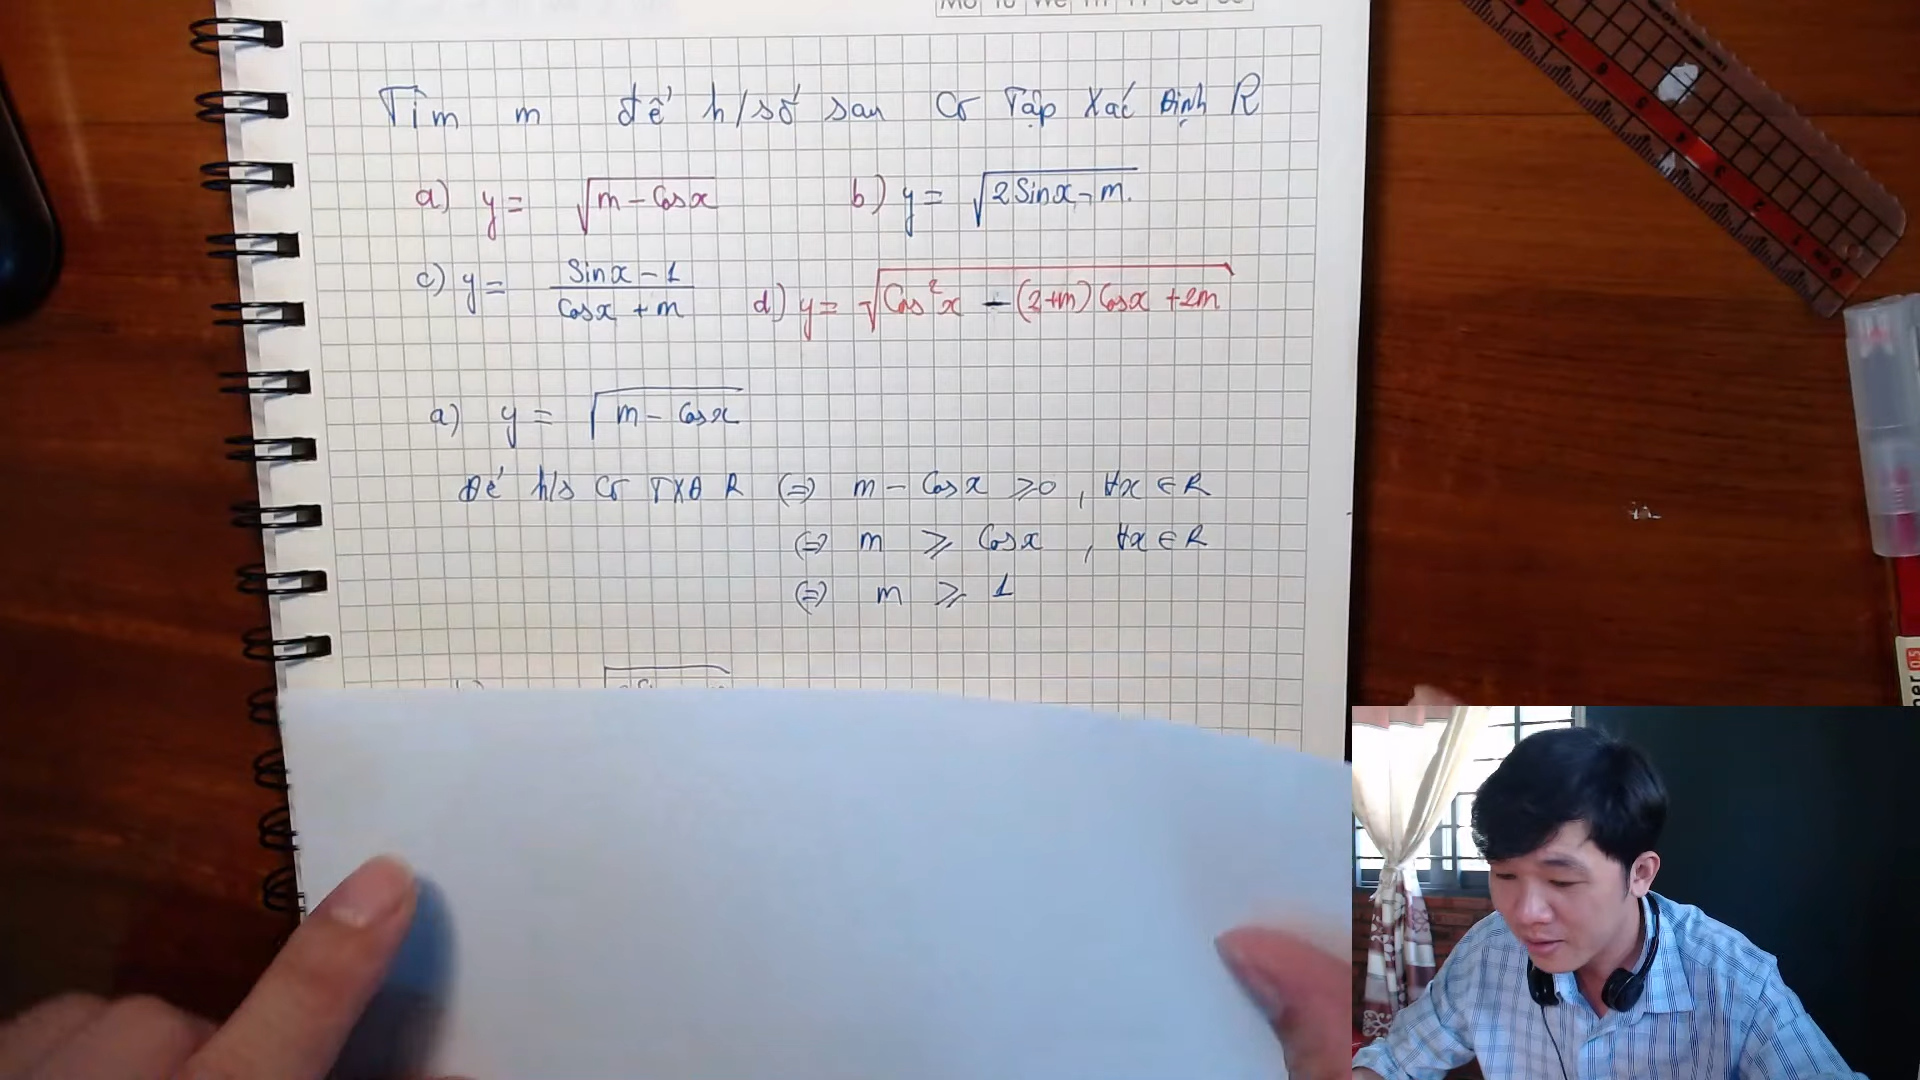 Tìm m để h/số sau có Tập Xác Định R
a) y = √(m - Cosx) b) y = √(2Sinx - m)
c) y = (Sinx - 1)/(Cosx + m) d) y = √(Cos²x - (2+m)Cosx + 2m)
a) y = √(m - Cosx)
Để h/s có TXĐ R ⇔ m - Cosx ≥ 0, ∀x ∈ R
⇔ m ≥ Cosx, ∀x ∈ R
⇔ m ≥ 1